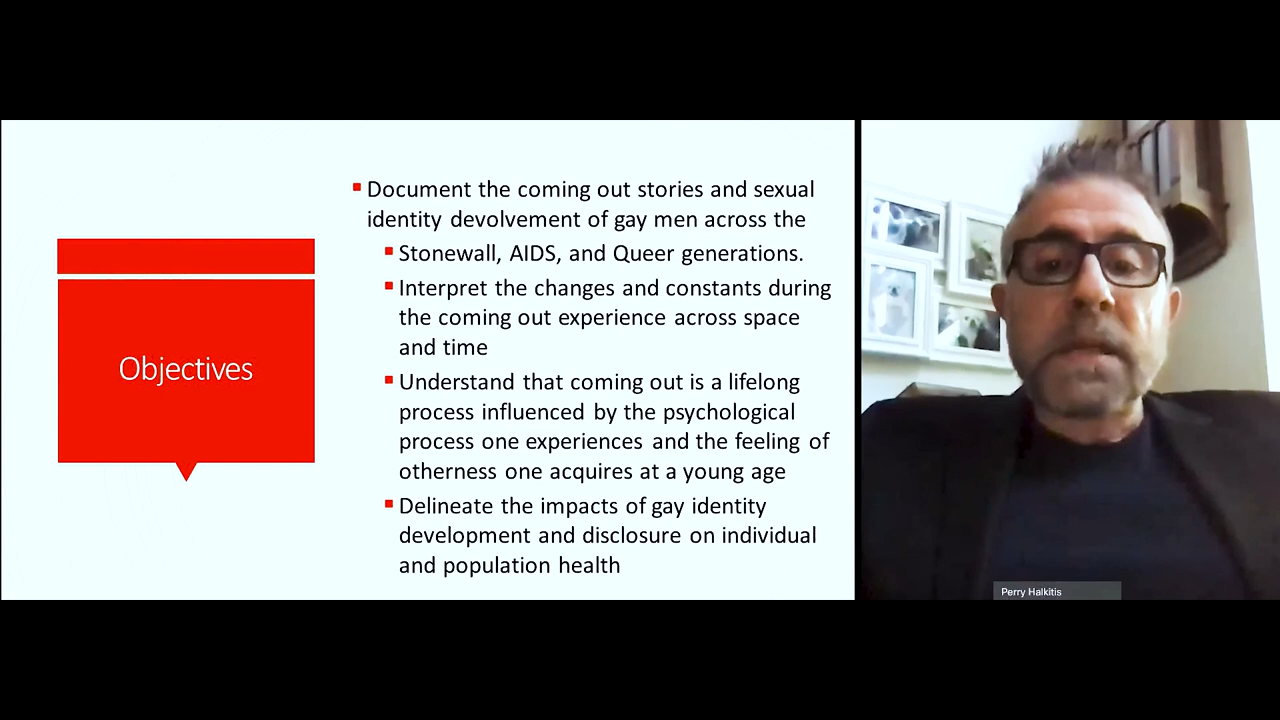 Objectives
Document the coming out stories and sexual
identity devolvement of gay men across the
Stonewall, AIDS, and Queer generations.
Interpret the changes and constants during
the coming out experience across space
and time
Understand that coming out is a lifelong
process influenced by the psychological
process one experiences and the feeling of
otherness one acquires at a young age
Delineate the impacts of gay identity
development and disclosure on individual
and population health
Perry Halkitis